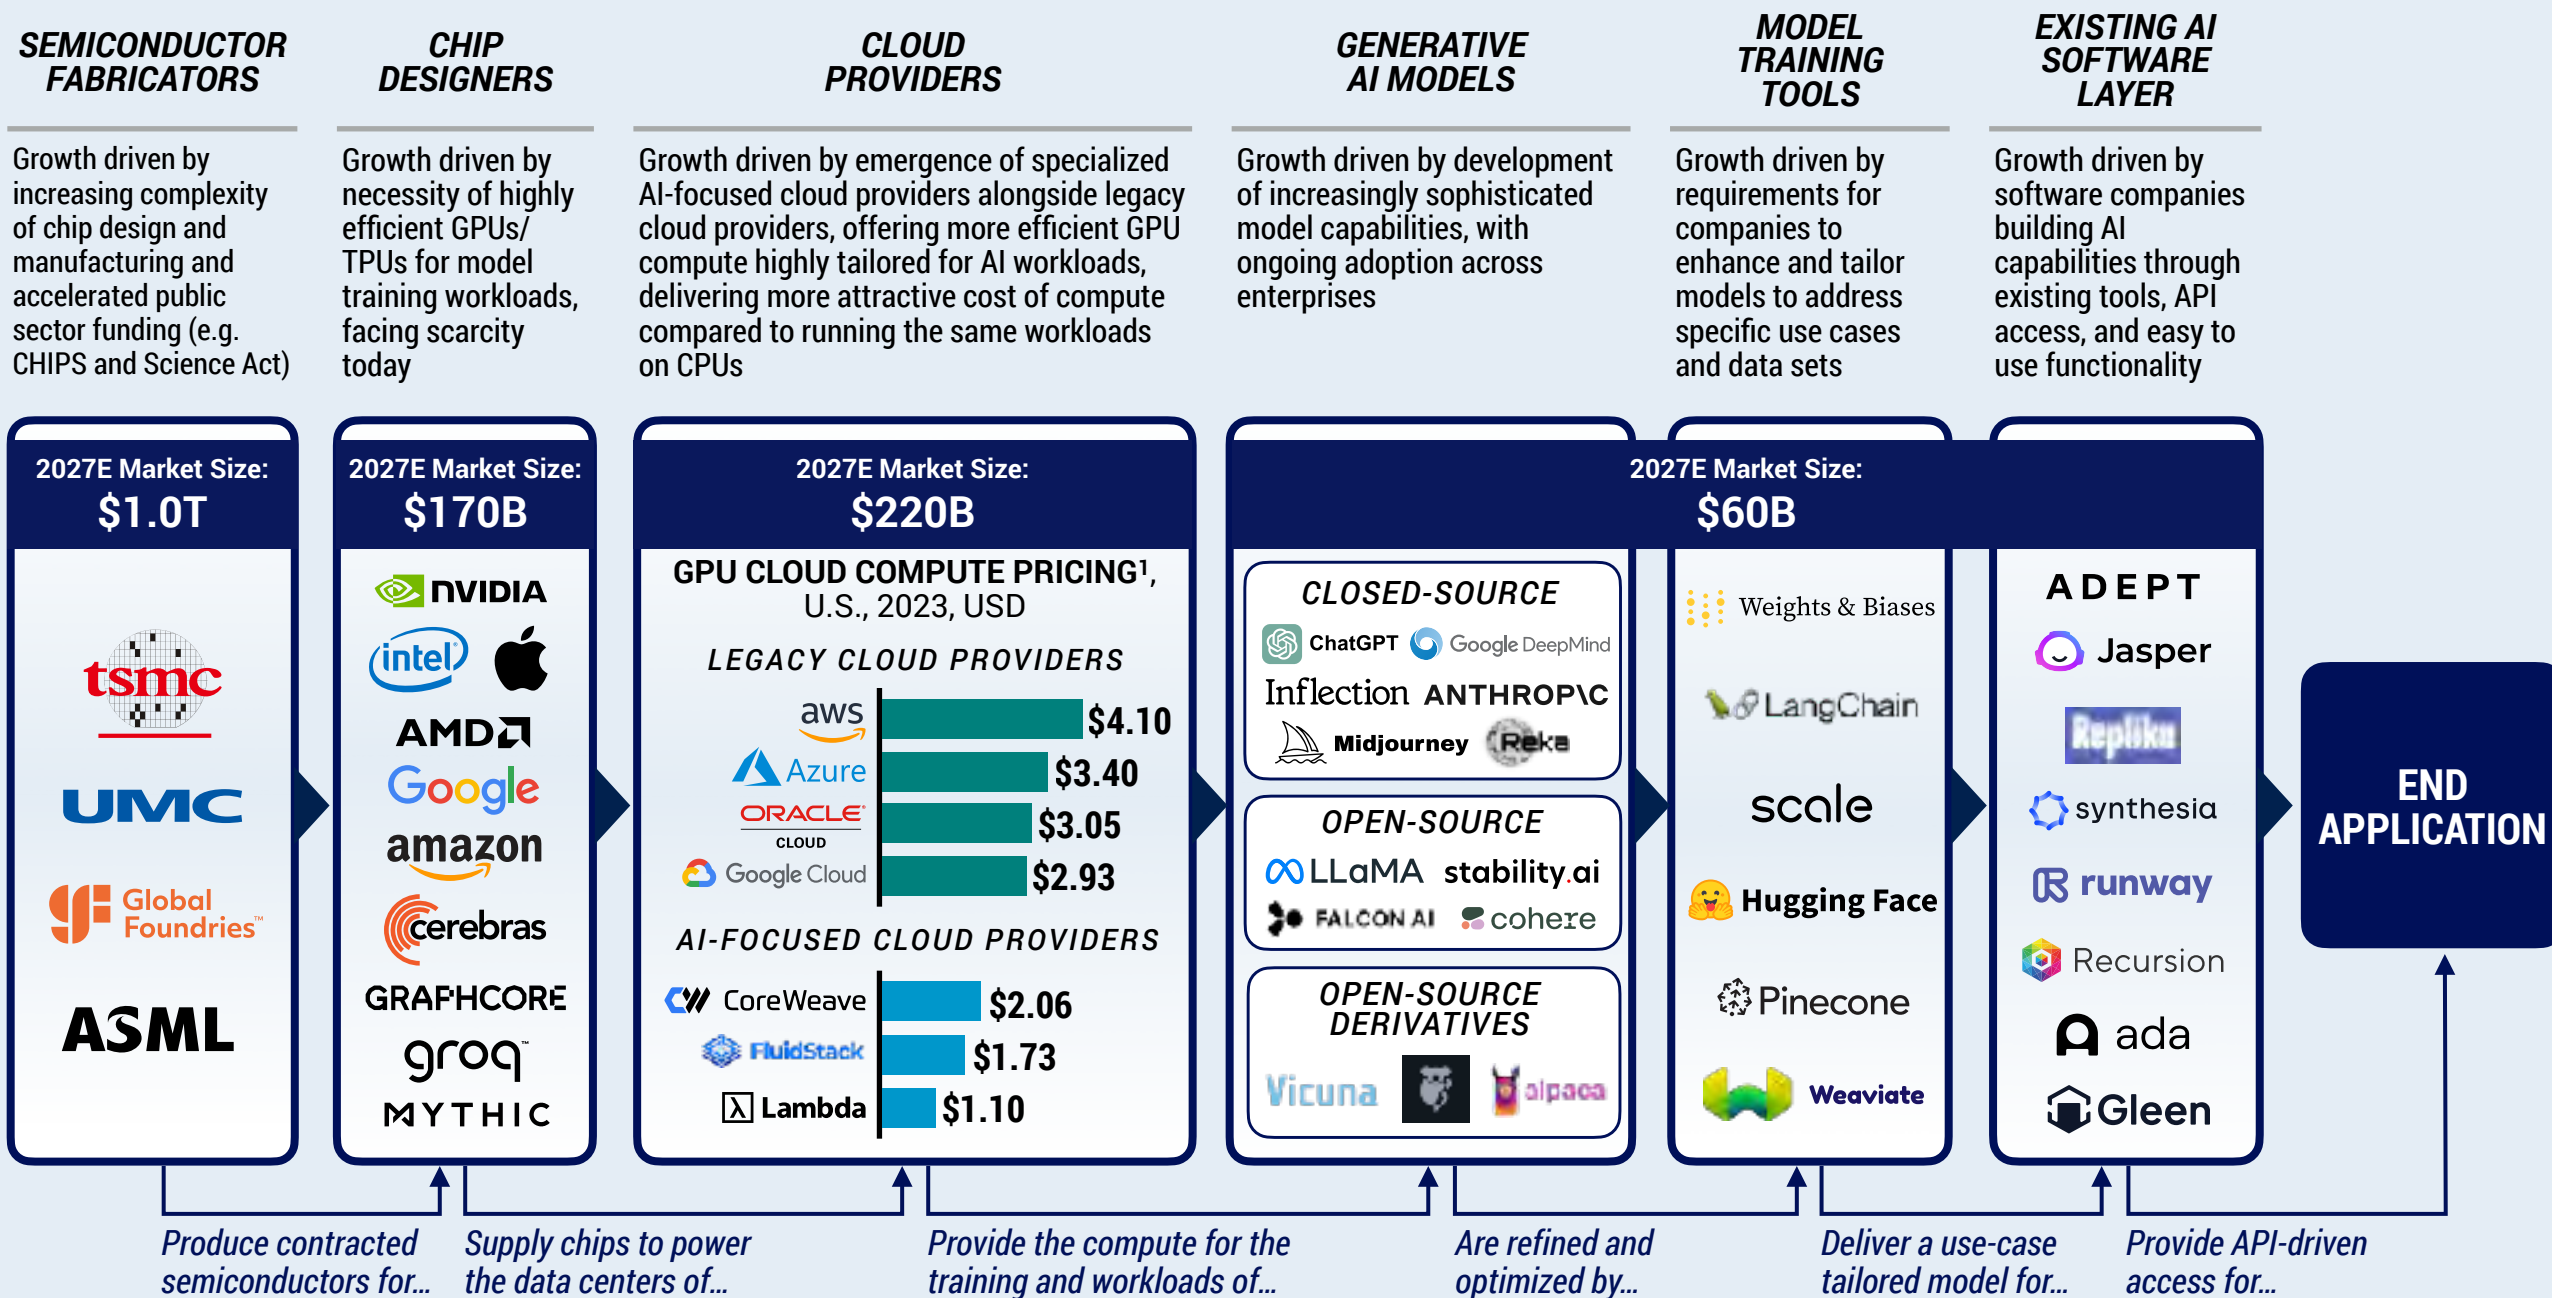 SEMICONDUCTOR
FABRICATORS
Growth driven by
increasing complexity
of chip design and
manufacturing and
accelerated public
sector funding (e.g.
CHIPS and Science Act)
2027E Market Size:
$1.0T
tsmc
UMC
Global
Foundries™
ASML
Produce contracted
semiconductors for...
CHIP
DESIGNERS
Growth driven by
necessity of highly
efficient GPUs/
TPUs for model
training workloads,
facing scarcity
today
2027E Market Size:
$170B
NVIDIA
intel
AMD
Google
amazon
cerebras
GRAPHCORE
groq™
MYTHIC
Supply chips to power
the data centers of...
CLOUD
PROVIDERS
Growth driven by emergence of specialized
AI-focused cloud providers alongside legacy
cloud providers, offering more efficient GPU
compute highly tailored for AI workloads,
delivering more attractive cost of compute
compared to running the same workloads
on CPUs
2027E Market Size:
$220B
GPU CLOUD COMPUTE PRICING¹,
U.S., 2023, USD
LEGACY CLOUD PROVIDERS
aws $4.10
Azure $3.40
ORACLE
CLOUD
$3.05
Google Cloud $2.93
AI-FOCUSED CLOUD PROVIDERS
CoreWeave $2.06
FluidStack $1.73
Lambda $1.10
Provide the compute for the
training and workloads of...
GENERATIVE
AI MODELS
Growth driven by development
of increasingly sophisticated
model capabilities, with
ongoing adoption across
enterprises
2027E Market Size:
$60B
CLOSED-SOURCE
ChatGPT Google DeepMind
Inflection ANTHROP\C
Midjourney Reka
OPEN-SOURCE
LLaMA stability.ai
FALCON AI cohere
OPEN-SOURCE
DERIVATIVES
Vicuna alpaca
Are refined and
optimized by...
MODEL
TRAINING
TOOLS
Growth driven by
requirements for
companies to
enhance and tailor
models to address
specific use cases
and data sets
Weights & Biases
LangChain
scale
Hugging Face
Pinecone
Weaviate
Deliver a use-case
tailored model for...
EXISTING AI
SOFTWARE
LAYER
Growth driven by
software companies
building AI
capabilities through
existing tools, API
access, and easy to
use functionality
ADEPT
Jasper
Replika
synthesia
runway
Recursion
ada
Gleen
Provide API-driven
access for...
END
APPLICATION